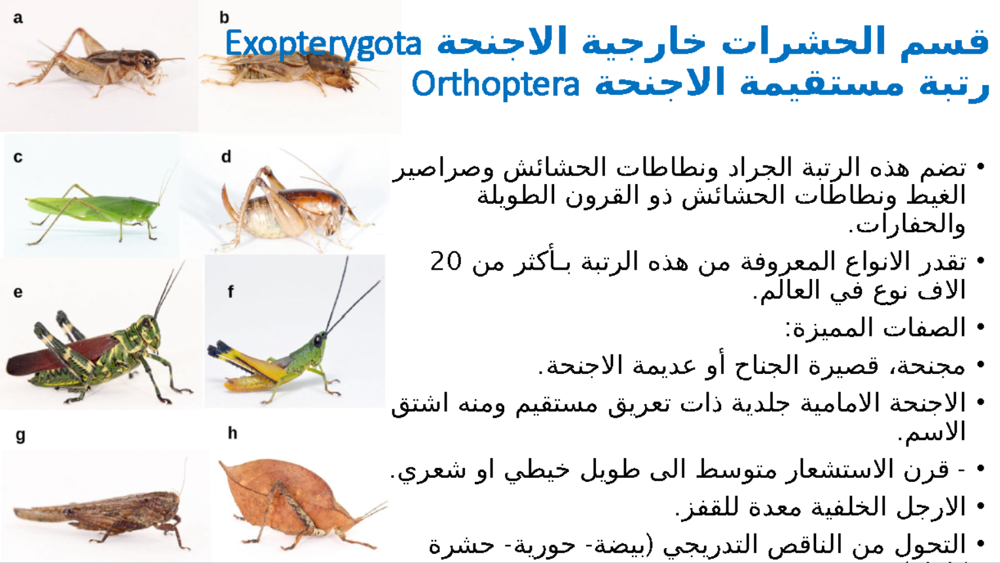 قسم الحشرات خارجية الاجنحة Exopterygota
رتبة مستقيمة الاجنحة Orthoptera
• تضم هذه الرتبة الجراد ونطاطات الحشائش وصراصير
الغيط ونطاطات الحشائش ذو القرون الطويلة
والحفارات.
• تقدر الانواع المعروفة من هذه الرتبة بـأكثر من 20
الاف نوع في العالم.
• الصفات المميزة:
• مجنحة، قصيرة الجناح أو عديمة الاجنحة.
• الاجنحة الامامية جلدية ذات تعريق مستقيم ومنه اشتق
الاسم.
• - قرن الاستشعار متوسط الى طويل خيطي او شعري.
• الارجل الخلفية معدة للقفز.
• التحول من الناقص التدريجي (بيضة- حورية- حشرة
a
b
c
d
e
f
g
h